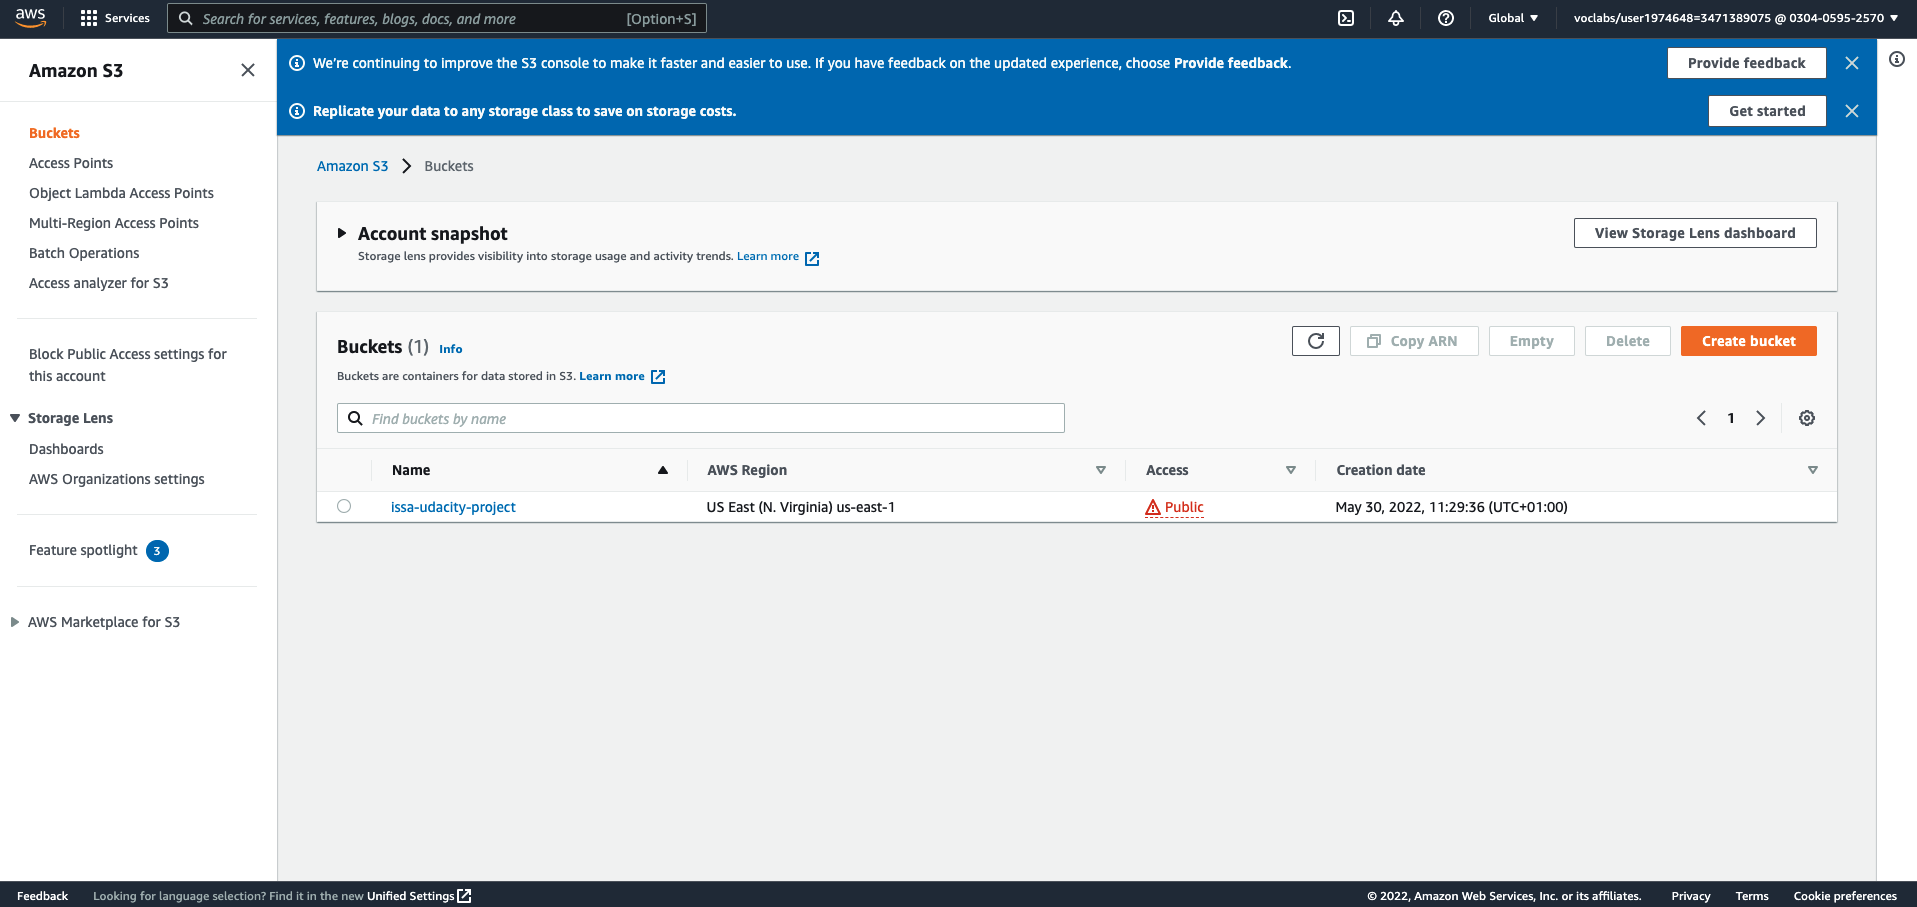 aws
Services
Search for services, features, blogs, docs, and more [Option+S]
Global
voclabs/user1974648=3471389075 @ 0304-0595-2570
Amazon S3
Buckets
Access Points
Object Lambda Access Points
Multi-Region Access Points
Batch Operations
Access analyzer for S3
Block Public Access settings for
this account
Storage Lens
Dashboards
AWS Organizations settings
Feature spotlight 3
AWS Marketplace for S3
We're continuing to improve the S3 console to make it faster and easier to use. If you have feedback on the updated experience, choose Provide feedback.
Provide feedback
Replicate your data to any storage class to save on storage costs.
Get started
Amazon S3 Buckets
Account snapshot
View Storage Lens dashboard
Storage lens provides visibility into storage usage and activity trends. Learn more
Buckets (1) Info
Copy ARN
Empty
Delete
Create bucket
Buckets are containers for data stored in S3. Learn more
Find buckets by name
1
Name AWS Region Access Creation date
issa-udacity-project US East (N. Virginia) us-east-1 Public May 30, 2022, 11:29:36 (UTC+01:00)
Feedback Looking for language selection? Find it in the new Unified Settings
© 2022, Amazon Web Services, Inc. or its affiliates. Privacy Terms Cookie preferences